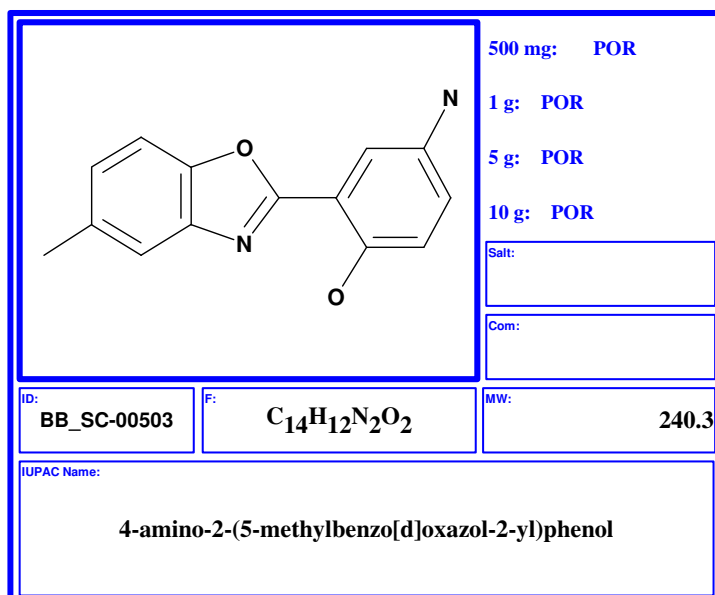 500 mg: POR
N
1 g: POR
O
5 g: POR
10 g: POR
N
Salt:
O
Com:
ID:
BB_SC-00503
F:
C14H12N2O2
MW:
240.3
IUPAC Name:
4-amino-2-(5-methylbenzo[d]oxazol-2-yl)phenol